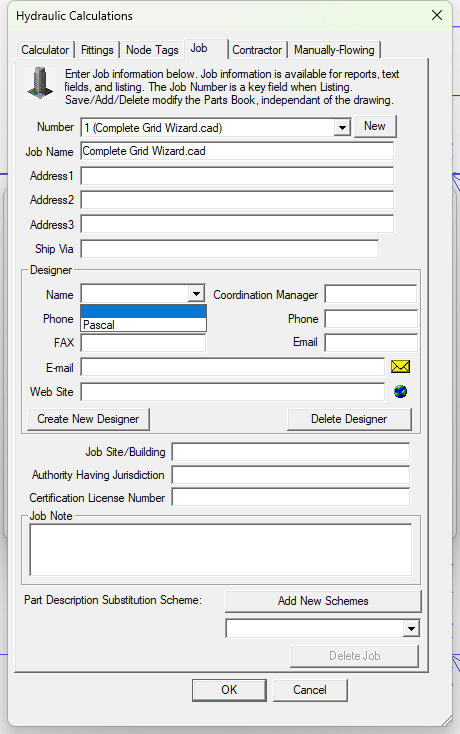 Hydraulic Calculations
Calculator Fittings Node Tags Job Contractor Manually-Flowing
Enter Job information below. Job information is available for reports, text
fields, and listing. The Job Number is a key field when Listing.
Save/Add/Delete modify the Parts Book, independant of the drawing.
Number 1 (Complete Grid Wizard.cad) New
Job Name Complete Grid Wizard.cad
Address1
Address2
Address3
Ship Via
Designer
Name Coordination Manager
Phone Pascal Phone
FAX Email
E-mail
Web Site
Create New Designer Delete Designer
Job Site/Building
Authority Having Jurisdiction
Certification License Number
Job Note
Part Description Substitution Scheme: Add New Schemes
Delete Job
OK Cancel